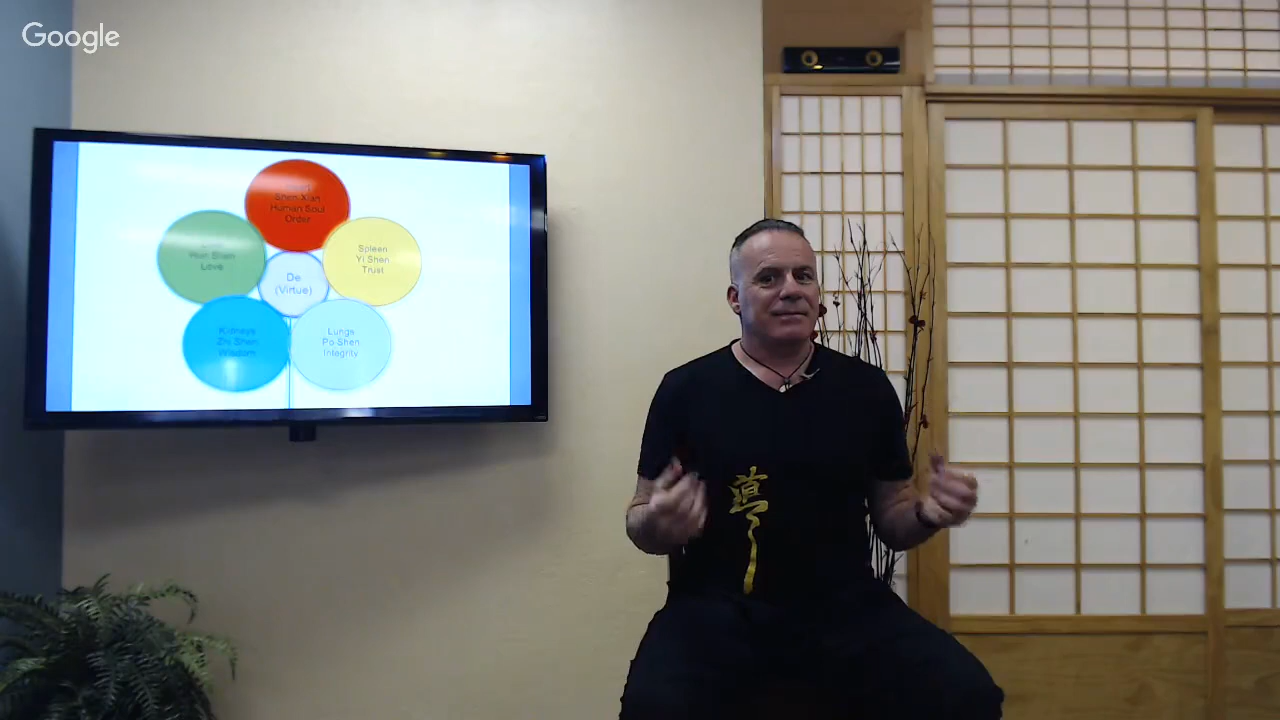 Google
Shen Xian
Human Soul
Order
Spleen
Yi Shen
Trust
Hun Shen
Love
De
(Virtue)
Kidneys
Zhi Shen
Wisdom
Lungs
Po Shen
Integrity